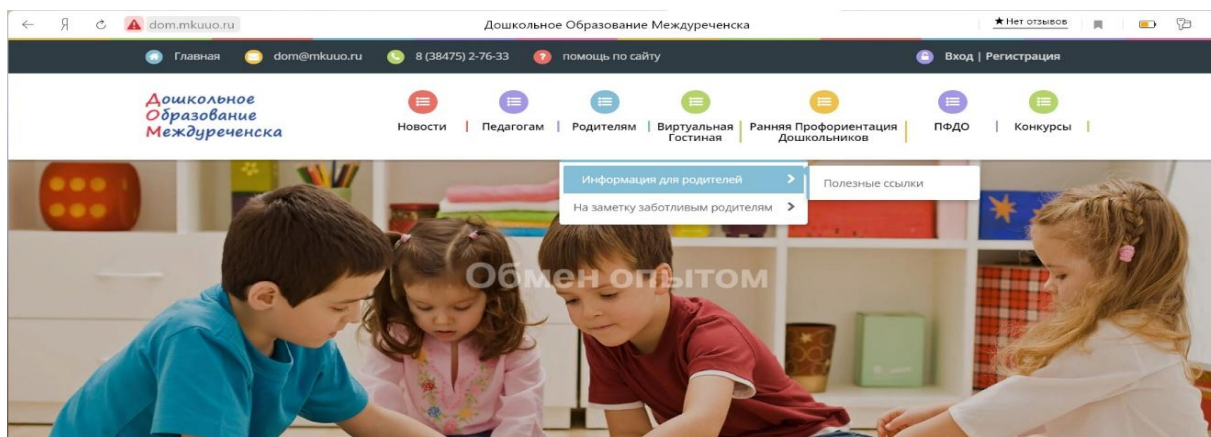 Я dom.mkuuo.ru Дошкольное Образование Междуреченска ★Нет отзывов
Главная dom@mkuuo.ru 8 (38475) 2-76-33 ? помощь по сайту Вход | Регистрация
Дошкольное
Образование
Междуреченска
Новости
Педагогам
Родителям
Виртуальная
Гостиная
Ранняя Профориентация
Дошкольников
ПФДО
Конкурсы
Информация для родителей
Полезные ссылки
На заметку заботливым родителям
Обмен опытом